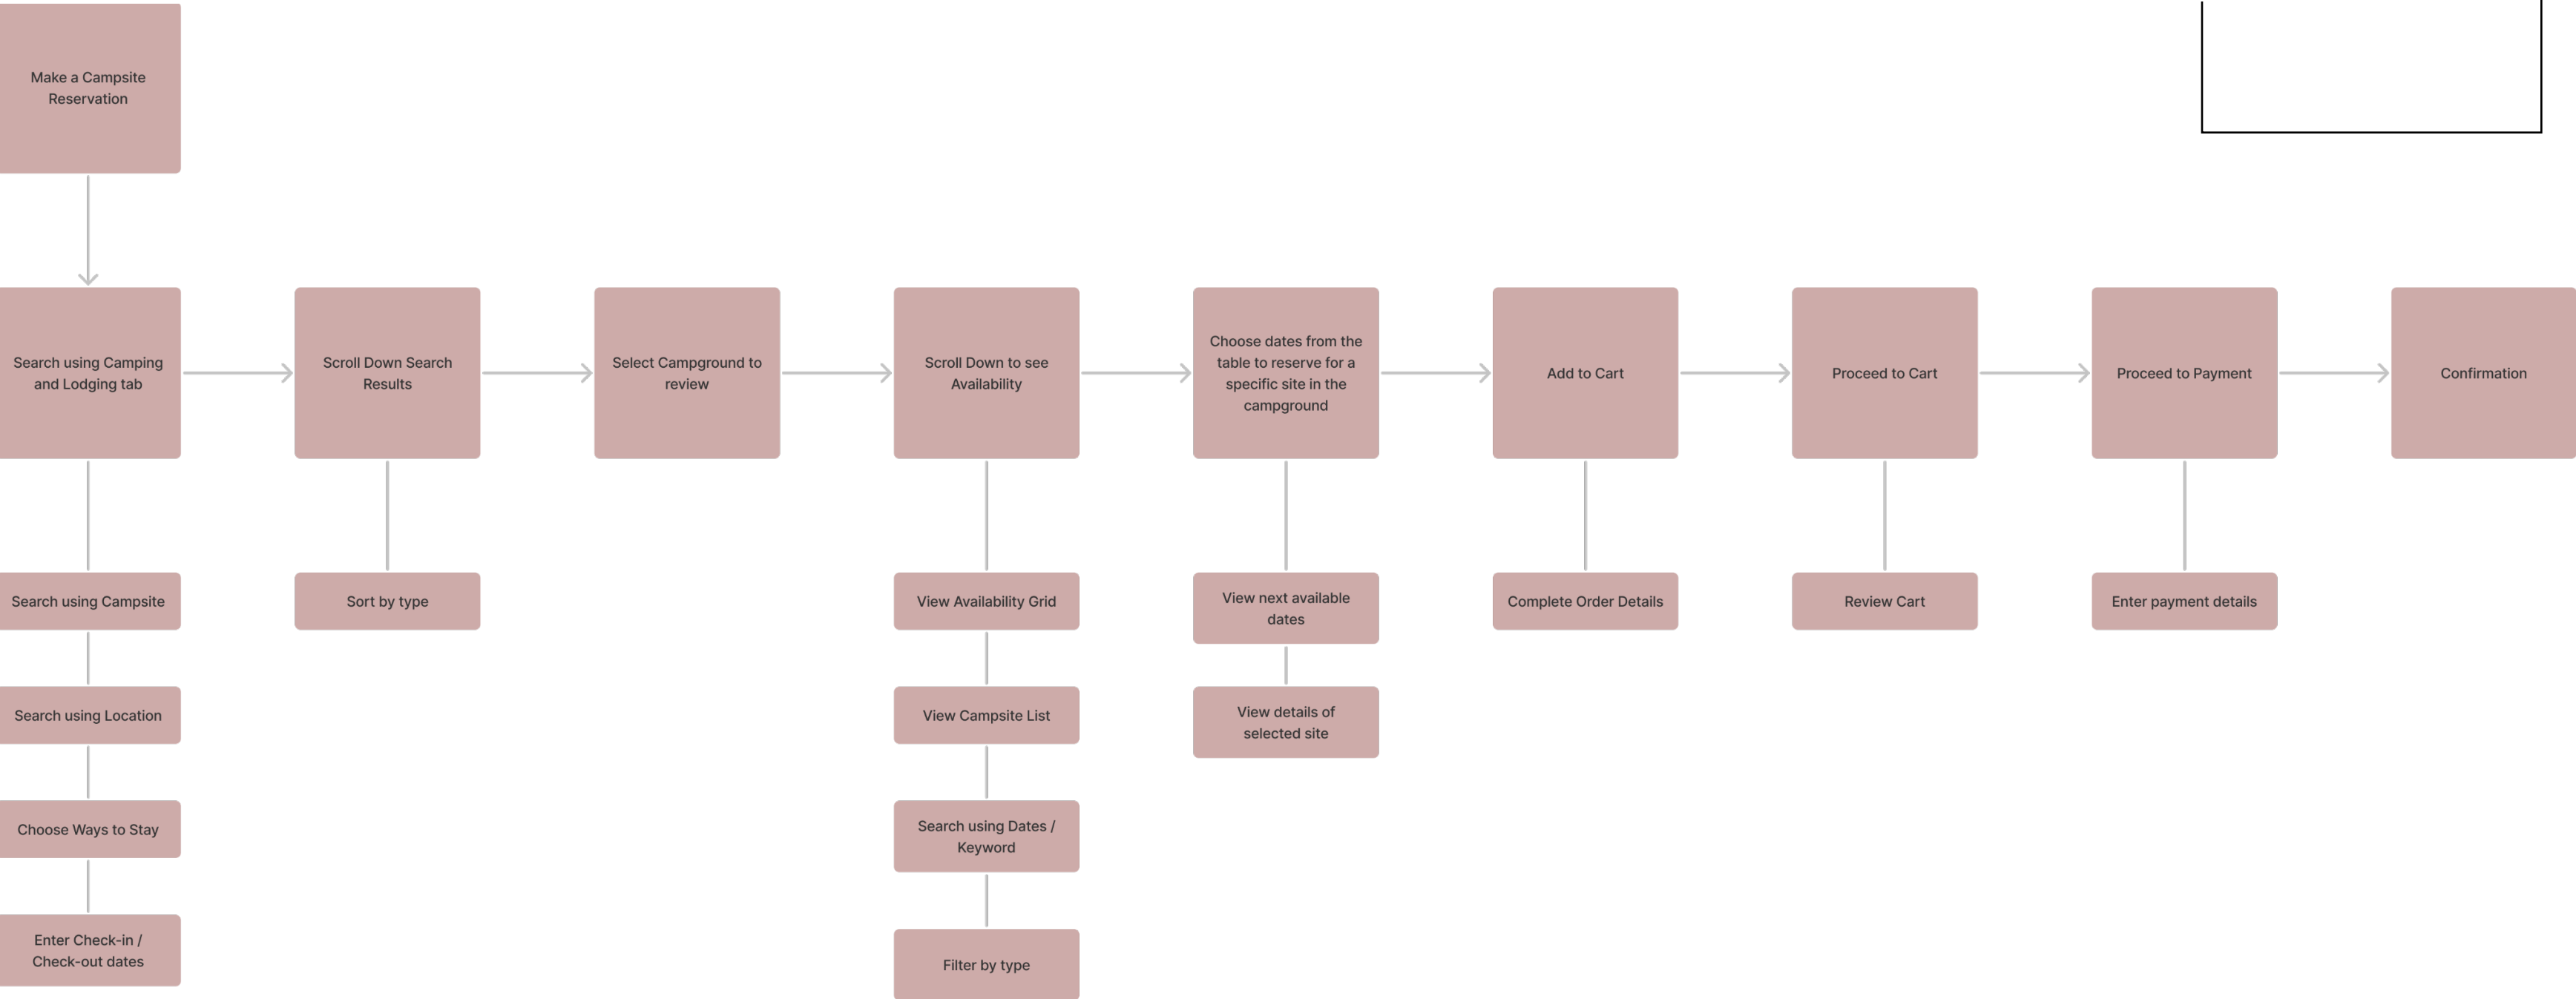 Make a Campsite
Reservation
Search using Camping
and Lodging tab
Scroll Down Search
Results
Select Campground to
review
Scroll Down to see
Availability
Choose dates from the
table to reserve for a
specific site in the
campground
Add to Cart
Proceed to Cart
Proceed to Payment
Confirmation
Search using Campsite
Search using Location
Choose Ways to Stay
Enter Check-in /
Check-out dates
Sort by type
View Availability Grid
View Campsite List
Search using Dates /
Keyword
Filter by type
View next available
dates
View details of
selected site
Complete Order Details
Review Cart
Enter payment details